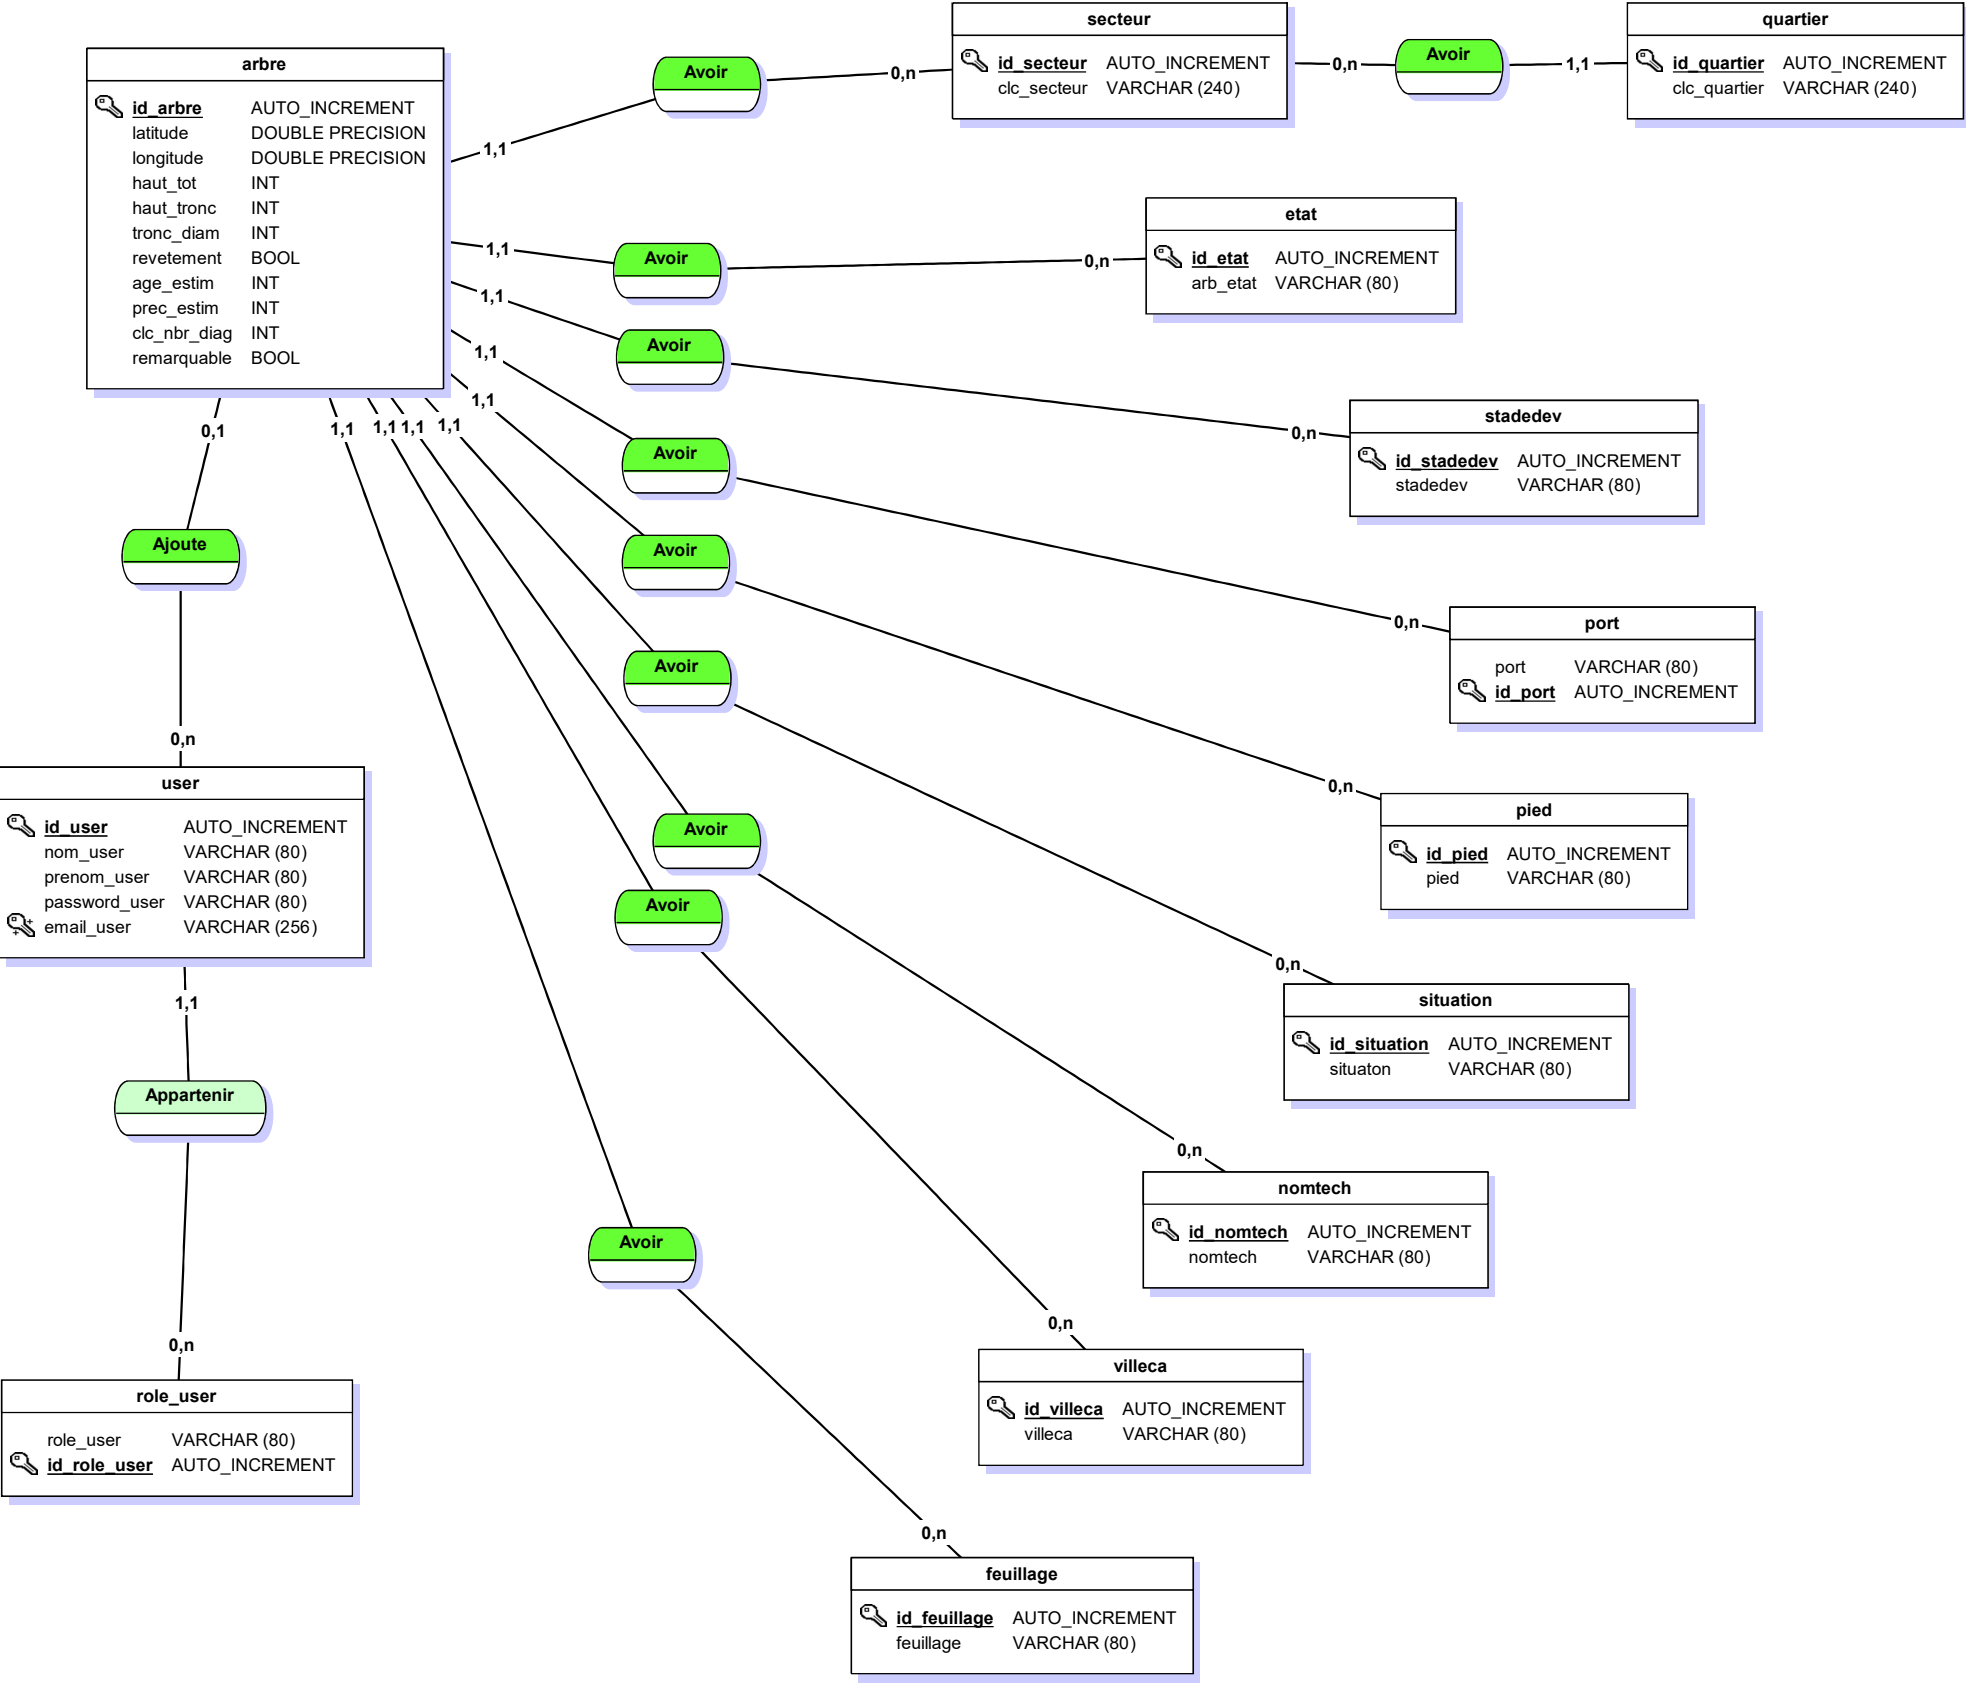 arbre
id_arbre AUTO_INCREMENT
latitude DOUBLE PRECISION
longitude DOUBLE PRECISION
haut_tot INT
haut_tronc INT
tronc_diam INT
revetement BOOL
age_estim INT
prec_estim INT
clc_nbr_diag INT
remarquable BOOL
1,1
Avoir
0,n
secteur
id_secteur AUTO_INCREMENT
clc_secteur VARCHAR (240)
0,n
Avoir
1,1
quartier
id_quartier AUTO_INCREMENT
clc_quartier VARCHAR (240)
1,1
Avoir
0,n
etat
id_etat AUTO_INCREMENT
arb_etat VARCHAR (80)
1,1
Avoir
0,n
stadedev
id_stadedev AUTO_INCREMENT
stadedev VARCHAR (80)
1,1
Avoir
0,n
port
port VARCHAR (80)
id_port AUTO_INCREMENT
1,1
Avoir
0,n
pied
id_pied AUTO_INCREMENT
pied VARCHAR (80)
1,1
Avoir
0,n
situation
id_situation AUTO_INCREMENT
situaton VARCHAR (80)
1,1
Avoir
0,n
nomtech
id_nomtech AUTO_INCREMENT
nomtech VARCHAR (80)
1,1
Avoir
0,n
villeca
id_villeca AUTO_INCREMENT
villeca VARCHAR (80)
1,1
Avoir
0,n
feuillage
id_feuillage AUTO_INCREMENT
feuillage VARCHAR (80)
0,1
Ajoute
0,n
user
id_user AUTO_INCREMENT
nom_user VARCHAR (80)
prenom_user VARCHAR (80)
password_user VARCHAR (80)
email_user VARCHAR (256)
1,1
Appartenir
0,n
role_user
role_user VARCHAR (80)
id_role_user AUTO_INCREMENT